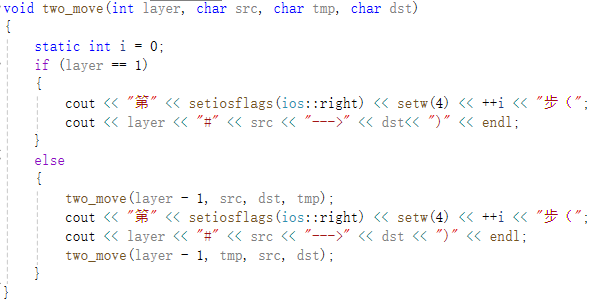 void two_move(int layer, char src, char tmp, char dst)
{
    static int i = 0;
    if (layer == 1)
    {
        cout << "第" << setiosflags(ios::right) << setw(4) << ++i << "步（";
        cout << layer << "#" << src << "--->" << dst<< ")" << endl;
    }
    else
    {
        two_move(layer - 1, src, dst, tmp);
        cout << "第" << setiosflags(ios::right) << setw(4) << ++i << "步（";
        cout << layer << "#" << src << "--->" << dst << ")" << endl;
        two_move(layer - 1, tmp, src, dst);
    }
}